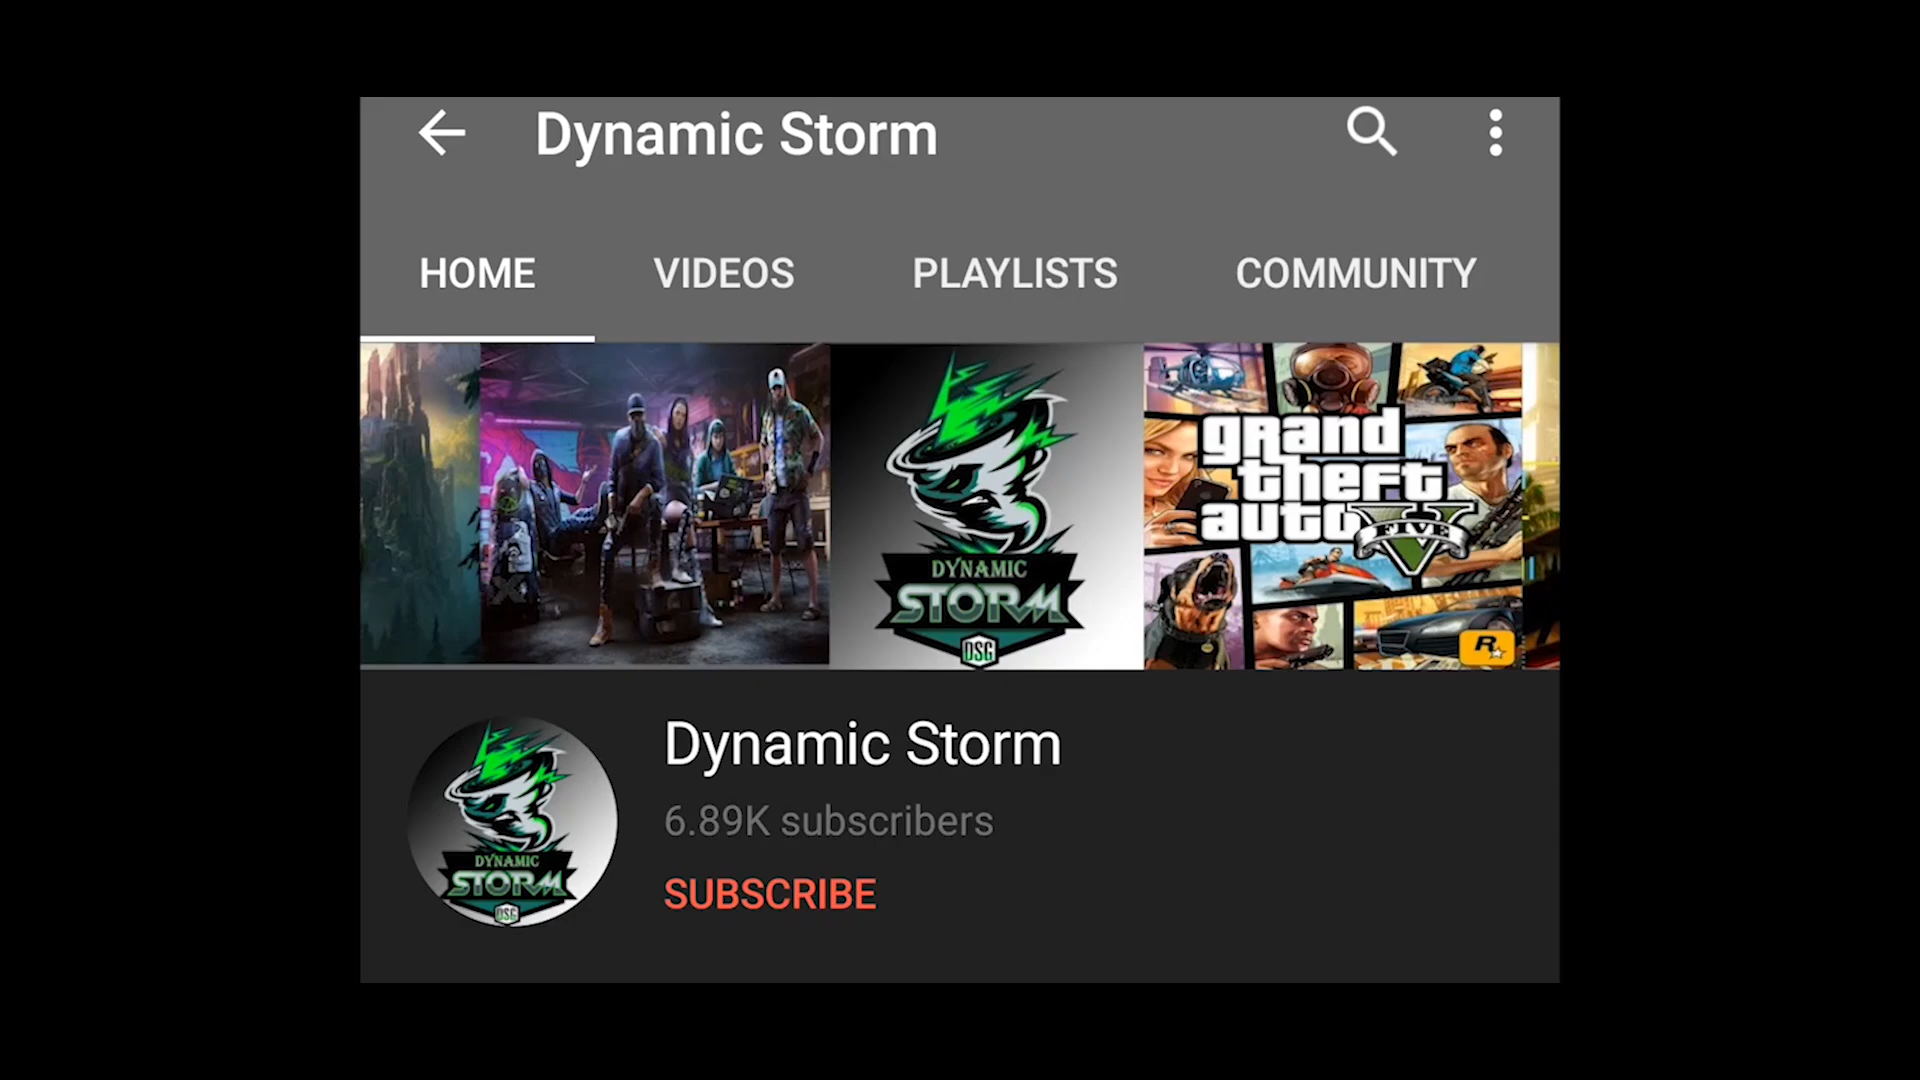 Dynamic Storm
HOME VIDEOS PLAYLISTS COMMUNITY
DYNAMIC
STORM
DSG
grand
theft
auto
FIVE
R
Dynamic Storm
6.89K subscribers
SUBSCRIBE
DYNAMIC
STORM
DSG